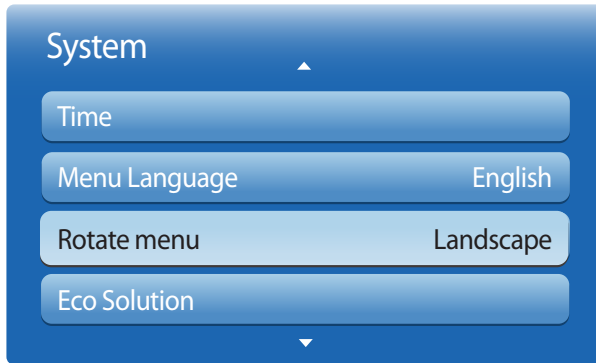 System
Time
Menu Language English
Rotate menu Landscape
Eco Solution